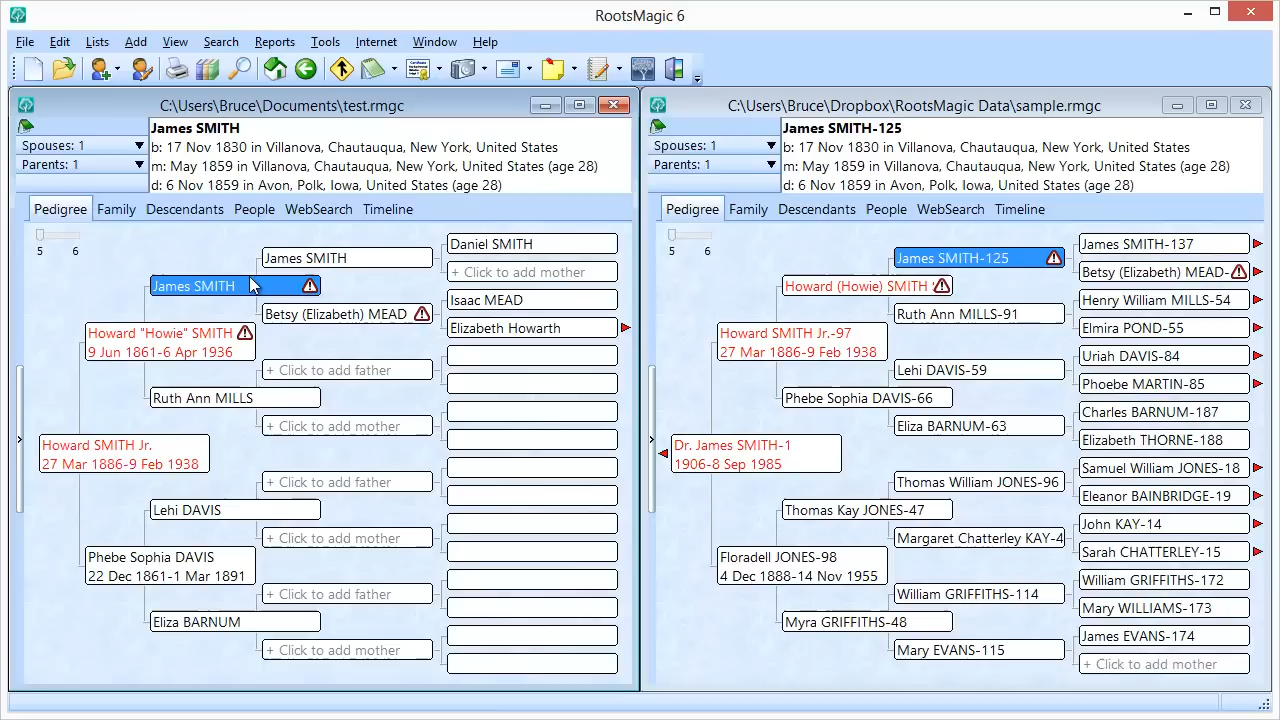 RootsMagic 6
File Edit Lists Add View Search Reports Tools Internet Window Help
C:\Users\Bruce\Documents\test.rmgc
James SMITH
Spouses: 1
b: 17 Nov 1830 in Villanova, Chautauqua, New York, United States
Parents: 1
m: May 1859 in Villanova, Chautauqua, New York, United States (age 28)
d: 6 Nov 1859 in Avon, Polk, Iowa, United States (age 28)
Pedigree Family Descendants People WebSearch Timeline
5 6
Daniel SMITH
James SMITH
+ Click to add mother
James SMITH
Isaac MEAD
Betsy (Elizabeth) MEAD
Elizabeth Howarth
Howard "Howie" SMITH
9 Jun 1861-6 Apr 1936
+ Click to add father
Ruth Ann MILLS
+ Click to add mother
Howard SMITH Jr.
27 Mar 1886-9 Feb 1938
+ Click to add father
Lehi DAVIS
+ Click to add mother
Phebe Sophia DAVIS
22 Dec 1861-1 Mar 1891
+ Click to add father
Eliza BARNUM
+ Click to add mother
C:\Users\Bruce\Dropbox\RootsMagic Data\sample.rmgc
James SMITH-125
Spouses: 1
b: 17 Nov 1830 in Villanova, Chautauqua, New York, United States
Parents: 1
m: May 1859 in Villanova, Chautauqua, New York, United States (age 28)
d: 6 Nov 1859 in Avon, Polk, Iowa, United States (age 28)
Pedigree Family Descendants People WebSearch Timeline
5 6
James SMITH-137
James SMITH-125
Betsy (Elizabeth) MEAD-
Howard (Howie) SMITH
Henry William MILLS-54
Ruth Ann MILLS-91
Elmira POND-55
Howard SMITH Jr.-97
27 Mar 1886-9 Feb 1938
Uriah DAVIS-84
Lehi DAVIS-59
Phoebe MARTIN-85
Phebe Sophia DAVIS-66
Charles BARNUM-187
Eliza BARNUM-63
Elizabeth THORNE-188
Dr. James SMITH-1
1906-8 Sep 1985
Samuel William JONES-18
Thomas William JONES-96
Eleanor BAINBRIDGE-19
Thomas Kay JONES-47
John KAY-14
Margaret Chatterley KAY-4
Sarah CHATTERLEY-15
Floradell JONES-98
4 Dec 1888-14 Nov 1955
William GRIFFITHS-172
William GRIFFITHS-114
Mary WILLIAMS-173
Myra GRIFFITHS-48
James EVANS-174
Mary EVANS-115
+ Click to add mother